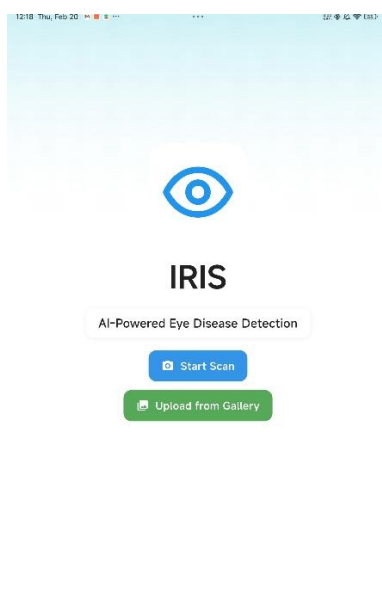 12:18 Thu, Feb 20
IRIS
AI-Powered Eye Disease Detection
Start Scan
Upload from Gallery